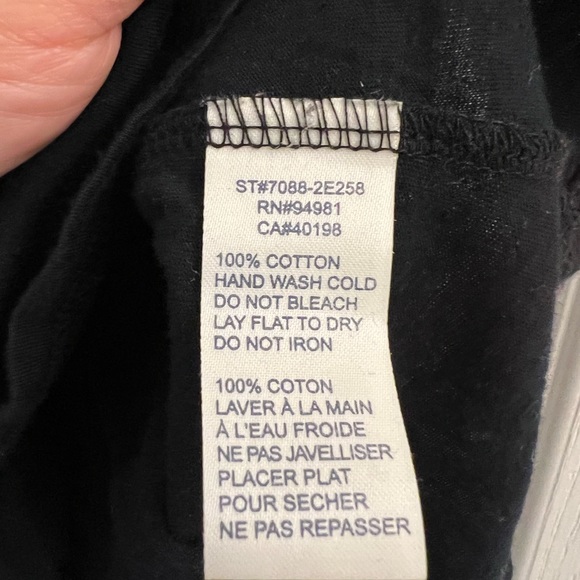 ST#7088-2E258
RN#94981
CA#40198
100% COTTON
HAND WASH COLD
DO NOT BLEACH
LAY FLAT TO DRY
DO NOT IRON
100% COTON
LAVER À LA MAIN
À L'EAU FROIDE
NE PAS JAVELLISER
PLACER PLAT
POUR SECHER
NE PAS REPASSER